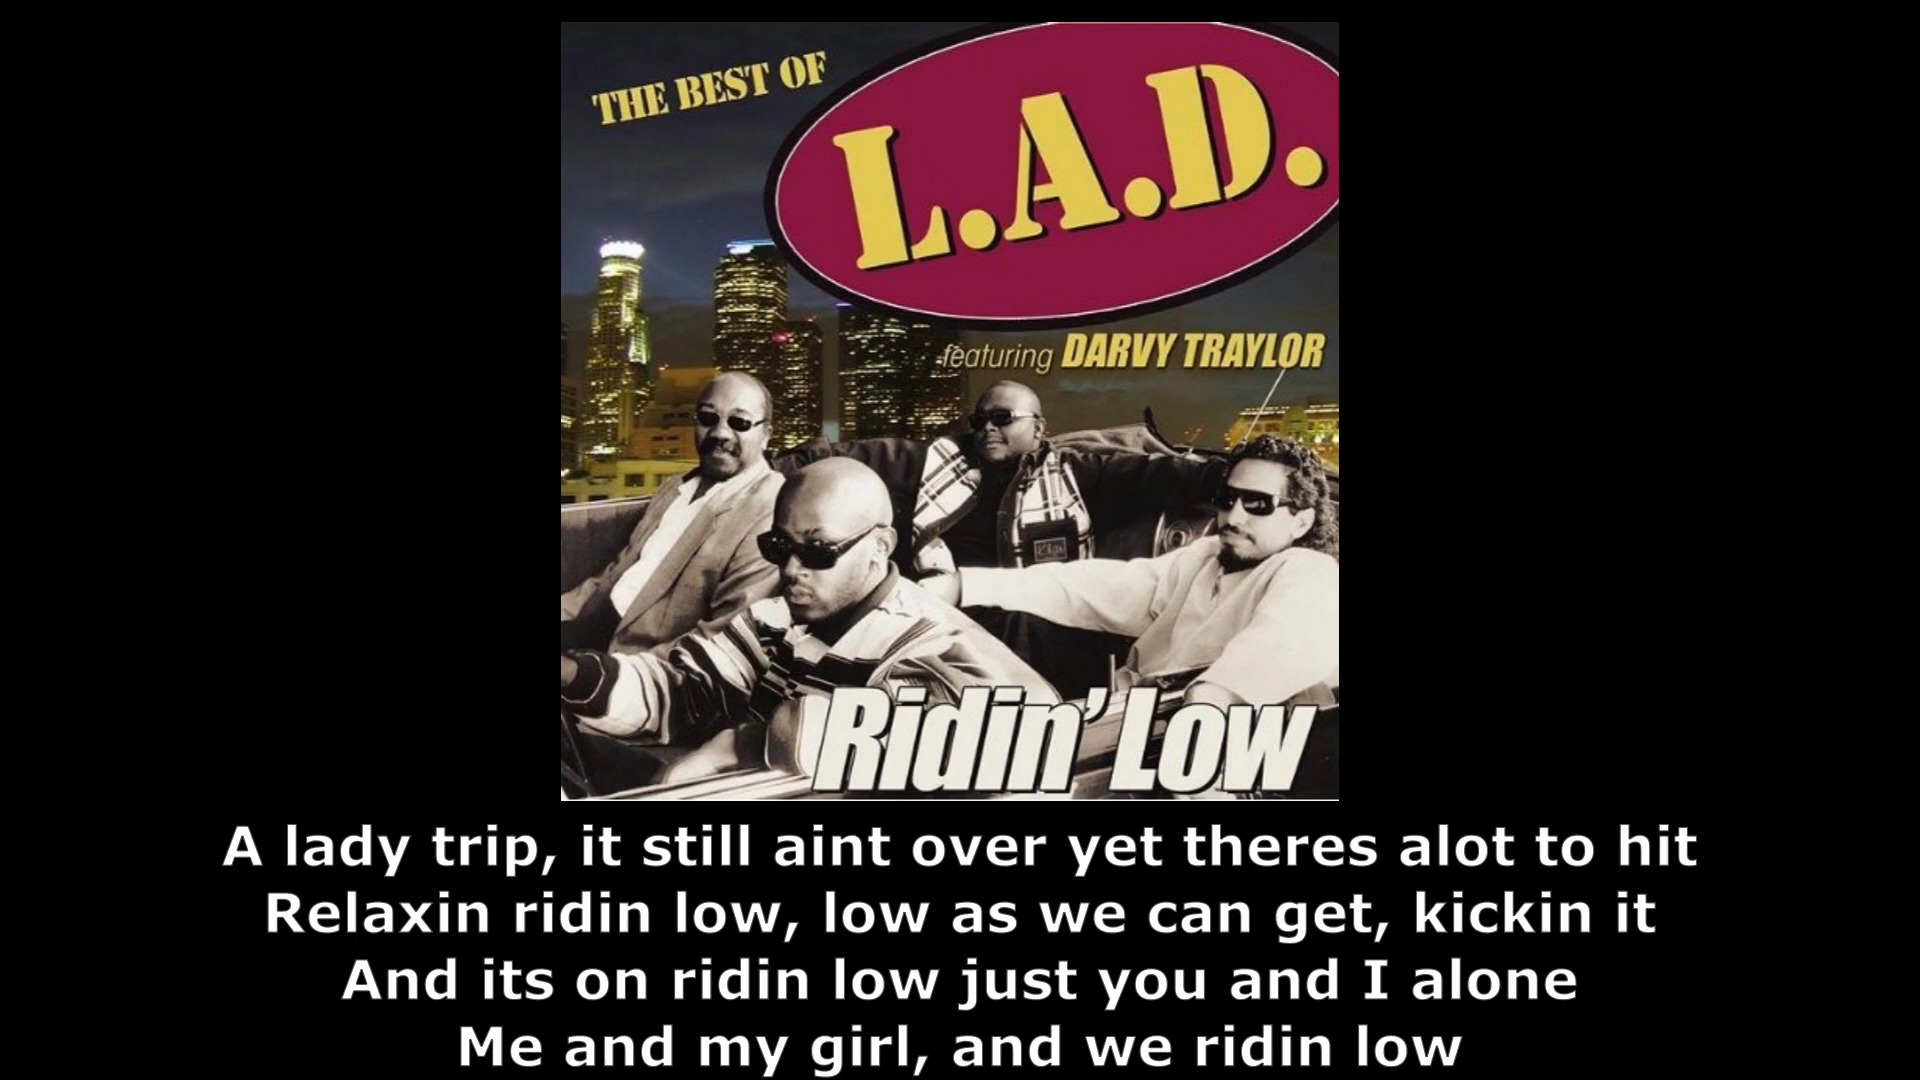 THE BEST OF
L.A.D.
featuring DARVY TRAYLOR
Ridin' Low
A lady trip, it still aint over yet theres alot to hit
Relaxin ridin low, low as we can get, kickin it
And its on ridin low just you and I alone
Me and my girl, and we ridin low